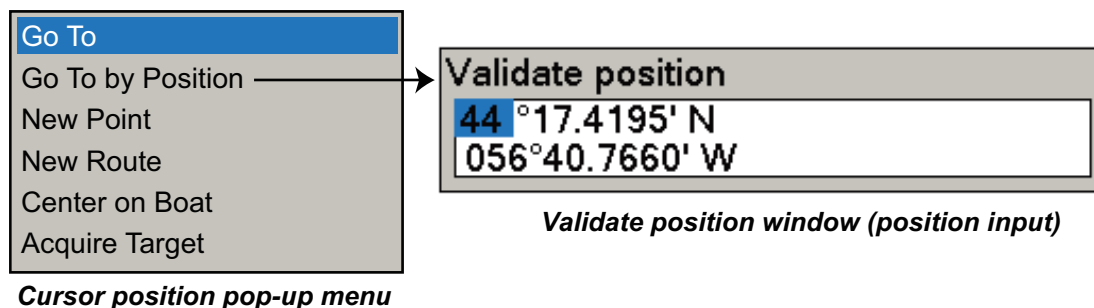 Go To
Go To by Position
New Point
New Route
Center on Boat
Acquire Target
Cursor position pop-up menu
Validate position
44 °17.4195' N
056°40.7660' W
Validate position window (position input)